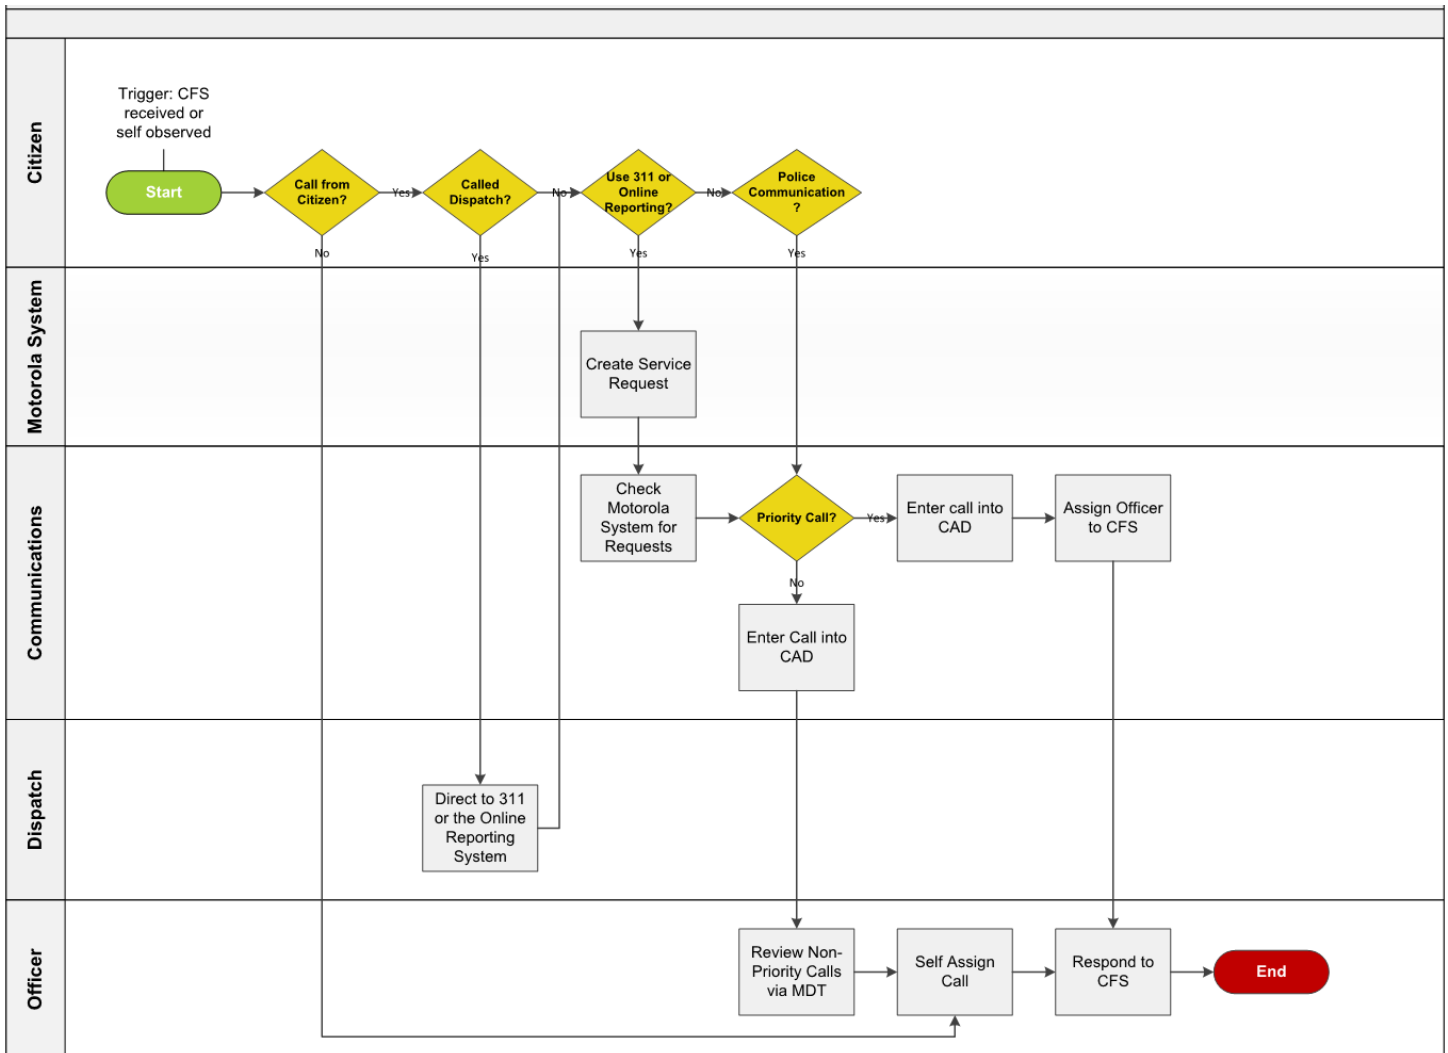 Citizen
Trigger: CFS
received or
self observed
Start
Call from
Citizen?
Yes
No
Called
Dispatch?
No
Yes
Use 311 or
Online
Reporting?
No
Yes
Police
Communication
?
Yes
Motorola System
Create Service
Request
Communications
Check
Motorola
System for
Requests
Priority Call?
Yes
No
Enter call into
CAD
Assign Officer
to CFS
Enter Call into
CAD
Dispatch
Direct to 311
or the Online
Reporting
System
Officer
Review Non-
Priority Calls
via MDT
Self Assign
Call
Respond to
CFS
End